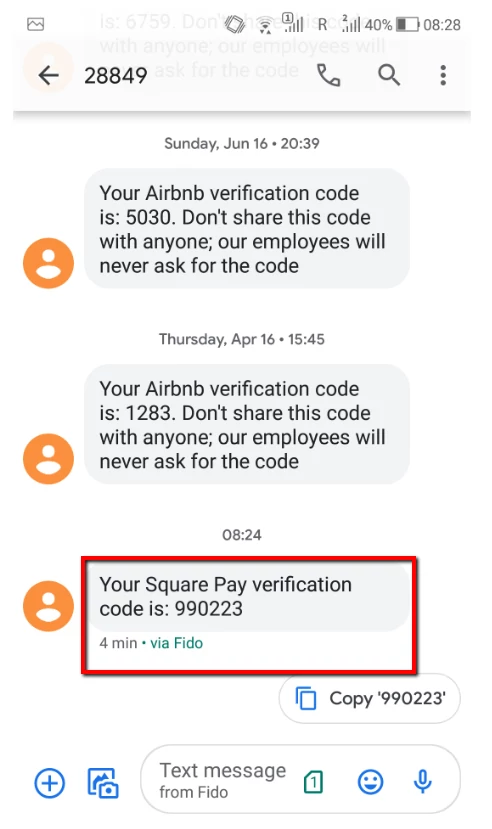 R 40% 08:28
is: 6759. Don't share this code
with anyone; our employees will
never ask for the code
28849
Sunday, Jun 16 • 20:39
Your Airbnb verification code
is: 5030. Don't share this code
with anyone; our employees will
never ask for the code
Thursday, Apr 16 • 15:45
Your Airbnb verification code
is: 1283. Don't share this code
with anyone; our employees will
never ask for the code
08:24
Your Square Pay verification
code is: 990223
4 min • via Fido
Copy '990223'
Text message
from Fido
1